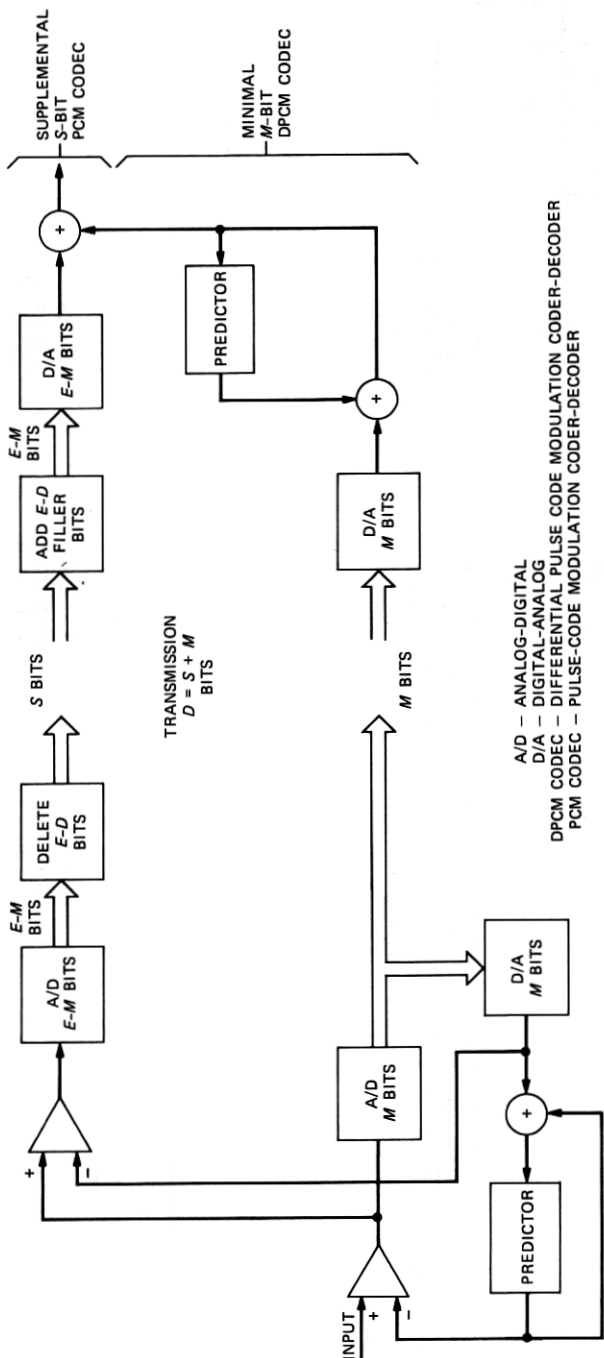 SUPPLEMENTAL
S-BIT
PCM CODEC
MINIMAL
M-BIT
DPCM CODEC
+
−
A/D
E-M BITS
E-M
BITS
DELETE
E-D
BITS
S BITS
ADD E-D
FILLER
BITS
E-M
BITS
D/A
E-M BITS
+
TRANSMISSION
D = S + M
BITS
PREDICTOR
INPUT
+
−
A/D
M BITS
M BITS
D/A
M BITS
+
D/A
M BITS
+
PREDICTOR
A/D – ANALOG-DIGITAL
D/A – DIGITAL-ANALOG
DPCM CODEC – DIFFERENTIAL PULSE CODE MODULATION CODER-DECODER
PCM CODEC – PULSE-CODE MODULATION CODER-DECODER